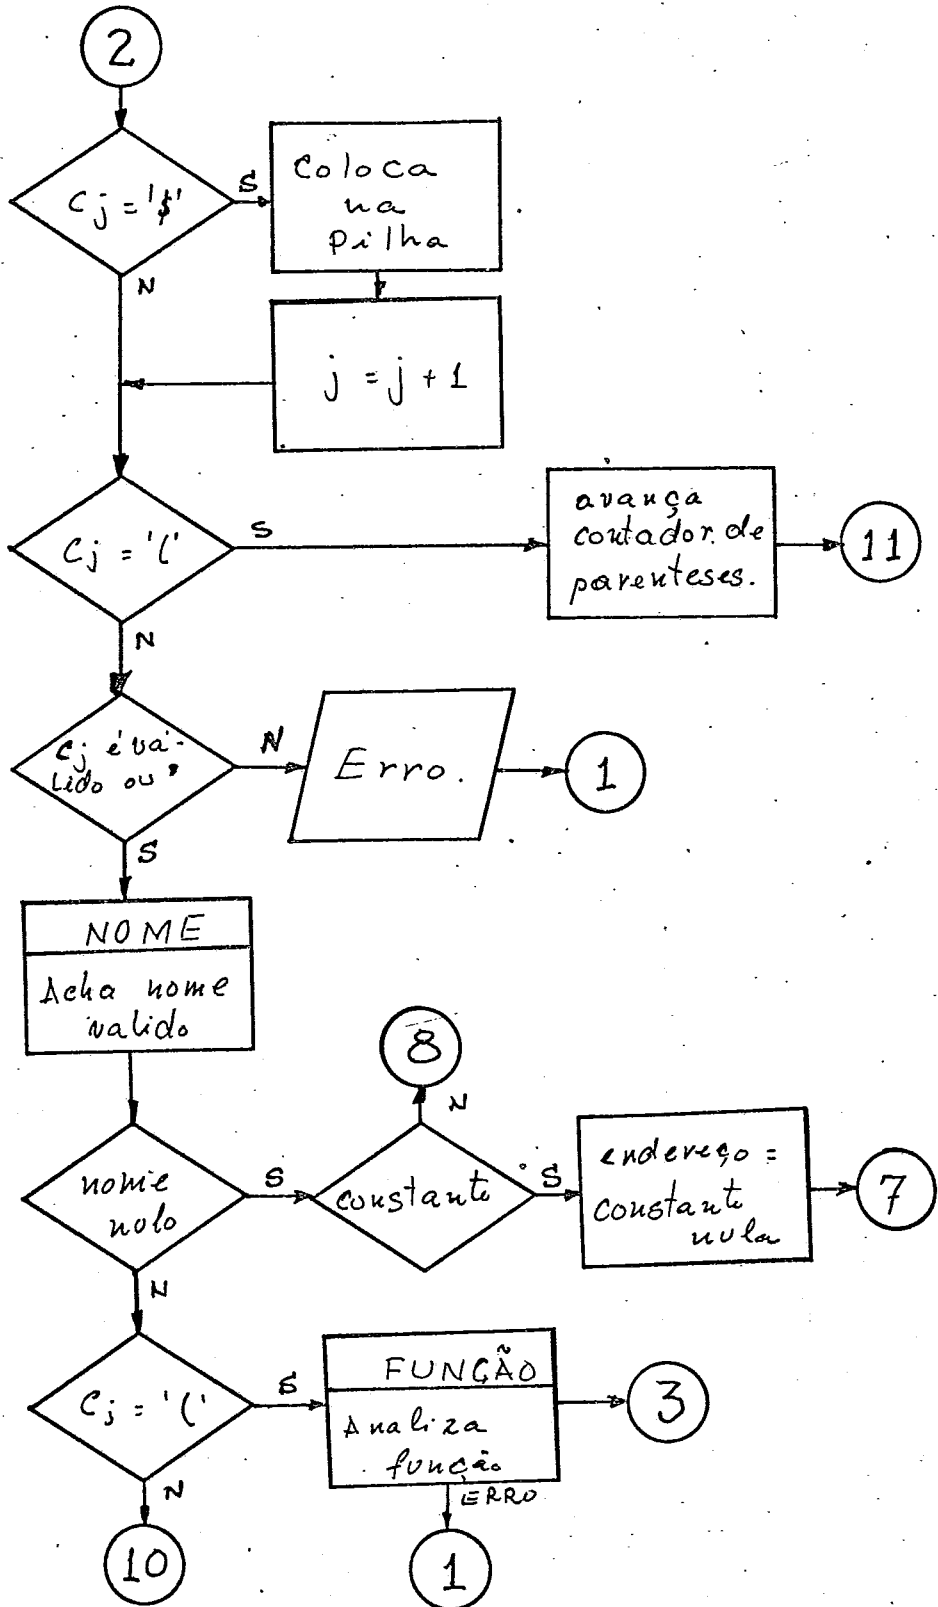 2
Cj = '$'
S
Coloca
na
Pilha
N
j = j + 1
Cj = '('
S
avança
contador de
parenteses.
11
N
Cj é vá-
lido ou '
N
Erro.
1
S
NOME
Acha nome
valido
8
N
nome
nulo
S
constante
S
endereço =
constante
nula
7
N
Cj = '('
S
FUNÇÃO
Analiza
função
3
N
ERRO
10
1